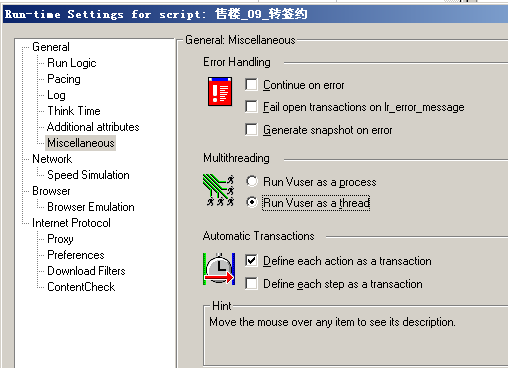 Run-time Settings for script: 售楼_09_转签约
General
Run Logic
Pacing
Log
Think Time
Additional attributes
Miscellaneous
Network
Speed Simulation
Browser
Browser Emulation
Internet Protocol
Proxy
Preferences
Download Filters
ContentCheck
General: Miscellaneous
Error Handling
Continue on error
Fail open transactions on lr_error_message
Generate snapshot on error
Multithreading
Run Vuser as a process
Run Vuser as a thread
Automatic Transactions
Define each action as a transaction
Define each step as a transaction
Hint
Move the mouse over any item to see its description.